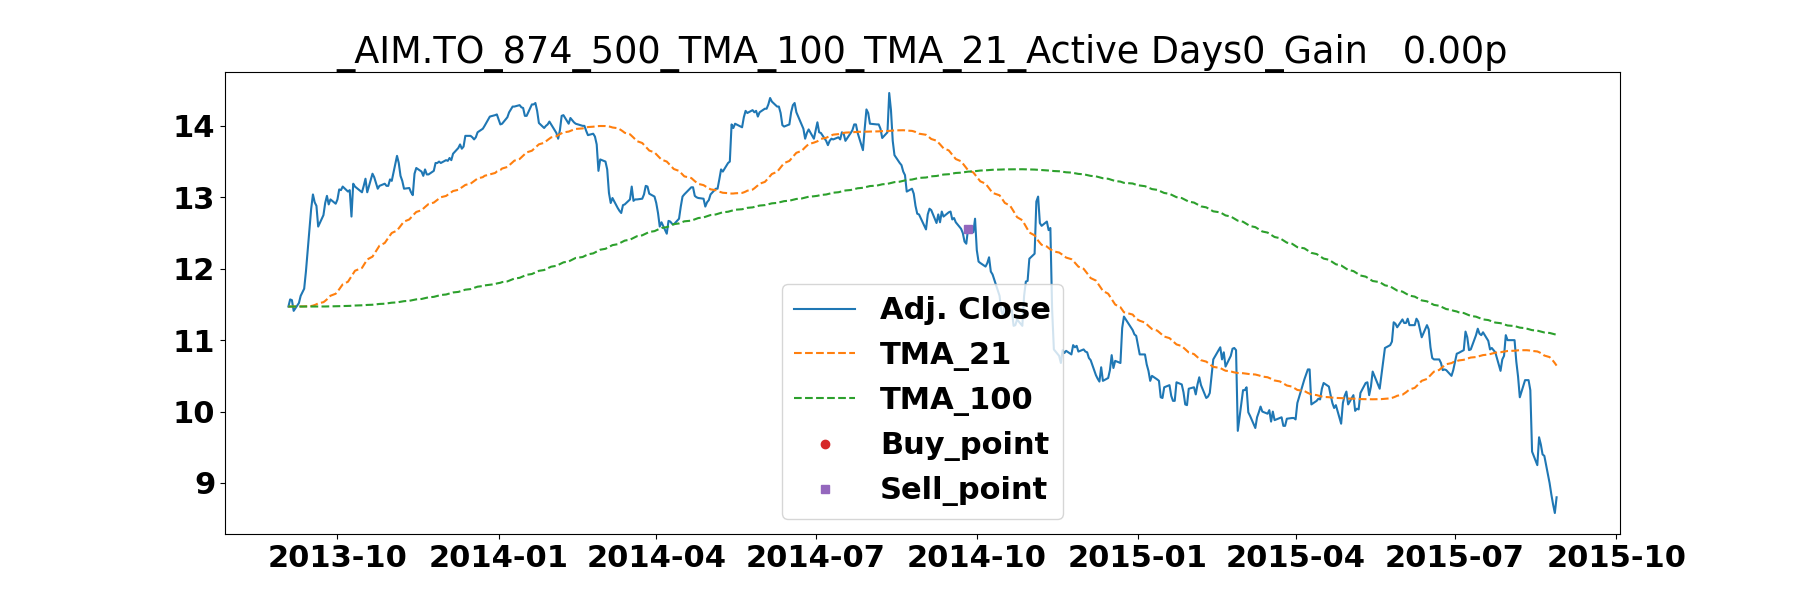 _AIM.TO_874_500_TMA_100_TMA_21_Active Days0_Gain   0.00p
14
13
12
11
10
9
Adj. Close
TMA_21
TMA_100
Buy_point
Sell_point
2013-10 2014-01 2014-04 2014-07 2014-10 2015-01 2015-04 2015-07 2015-10